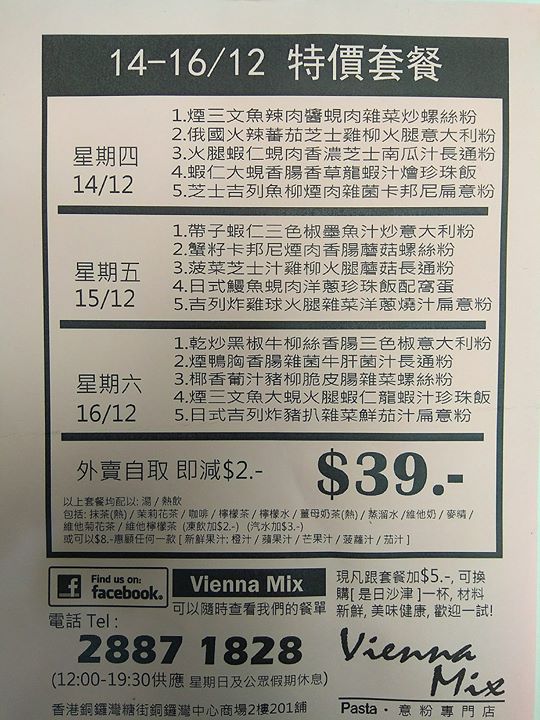 14-16/12 特價套餐
星期四
14/12
1.煙三文魚辣肉醬蜆肉雜菜炒螺絲粉
2.俄國火辣蕃茄芝士雞柳火腿意大利粉
3.火腿蝦仁蜆肉香濃芝士南瓜汁長通粉
4.蝦仁大蜆香腸香草龍蝦汁燴珍珠飯
5.芝士吉列魚柳煙肉雜菌卡邦尼扁意粉
星期五
15/12
1.帶子蝦仁三色椒墨魚汁炒意大利粉
2.蟹籽卡邦尼煙肉香腸蘑菇螺絲粉
3.菠菜芝士汁雞柳火腿蘑菇長通粉
4.日式鰻魚蜆肉洋蔥珍珠飯配窩蛋
5.吉列炸雞球火腿雜菜洋蔥燒汁扁意粉
星期六
16/12
1.乾炒黑椒牛柳絲香腸三色椒意大利粉
2.煙鴨胸香腸雜菌牛肝菌汁長通粉
3.椰香葡汁豬柳脆皮腸雜菜螺絲粉
4.煙三文魚大蜆火腿蝦仁龍蝦汁珍珠飯
5.日式吉列炸豬扒雜菜鮮茄汁扁意粉
外賣自取 即減$2.-
$39.-
以上套餐均配以: 湯 / 熱飲
包括: 抹茶(熱) / 茉莉花茶 / 咖啡 / 檸檬茶 / 檸檬水 / 薑母奶茶(熱) / 蒸溜水 /維他奶 / 麥精 /
維他菊花茶 / 維他檸檬茶 (凍飲加$2.-) (汽水加$3.-)
或可以$8.-惠顧任何一款 [ 新鮮果汁: 橙汁 / 蘋果汁 / 芒果汁 / 菠蘿汁 / 茄汁 ]
f Find us on:
facebook.
Vienna Mix
可以隨時查看我們的餐單
現凡跟套餐加$5.-, 可換
購[ 是日沙津 ]一杯, 材料
新鮮, 美味健康, 歡迎一試!
電話 Tel :
2887 1828
(12:00-19:30供應 星期日及公眾假期休息)
香港銅鑼灣糖街銅鑼灣中心商場2樓201舖
Vienna
Mix
Pasta · 意粉專門店